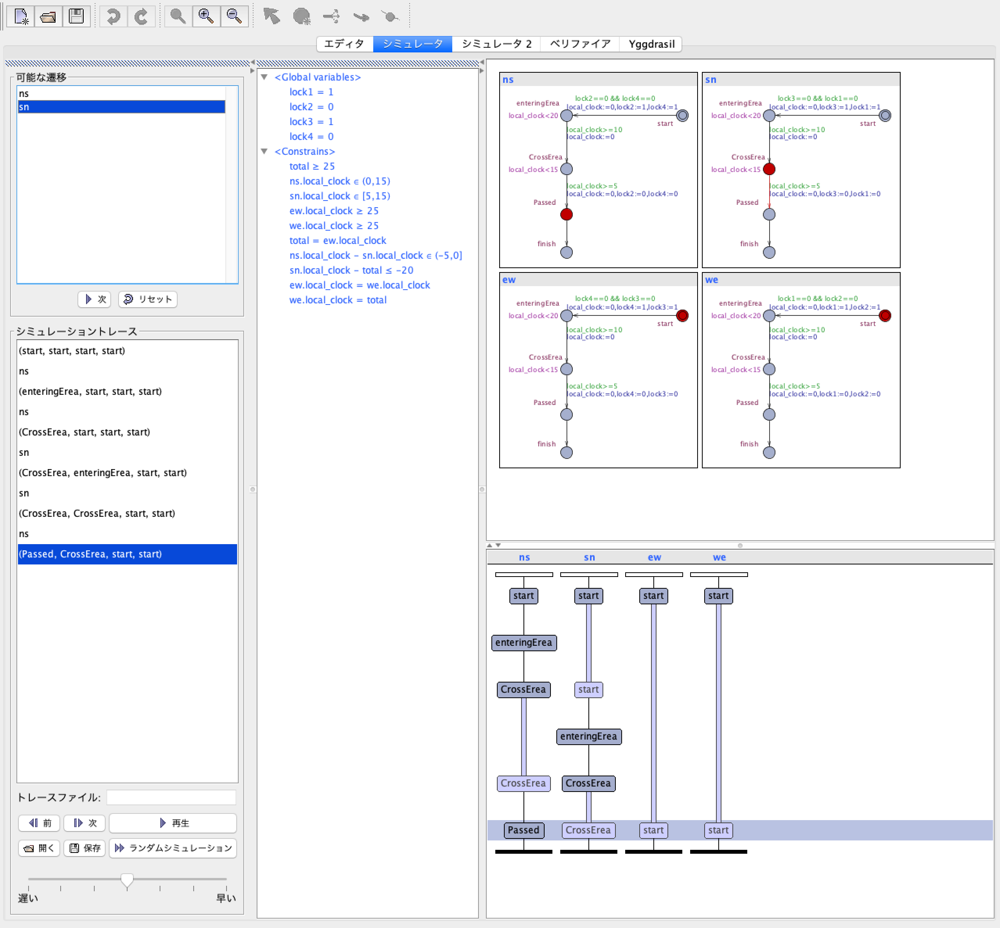 エディタ
シミュレータ
シミュレータ 2
ベリファイア
Yggdrasil
可能な遷移
ns
sn
次
リセット
シミュレーショントレース
(start, start, start, start)
ns
(enteringErea, start, start, start)
ns
(CrossErea, start, start, start)
sn
(CrossErea, enteringErea, start, start)
sn
(CrossErea, CrossErea, start, start)
ns
(Passed, CrossErea, start, start)
トレースファイル:
前
次
再生
開く
保存
ランダムシミュレーション
遅い
早い
<Global variables>
lock1 = 1
lock2 = 0
lock3 = 1
lock4 = 0
<Constrains>
total ≥ 25
ns.local_clock ∈ (0,15)
sn.local_clock ∈ [5,15)
ew.local_clock ≥ 25
we.local_clock ≥ 25
total = ew.local_clock
ns.local_clock - sn.local_clock ∈ (-5,0]
sn.local_clock - total ≤ -20
ew.local_clock = we.local_clock
we.local_clock = total
ns
lock2==0 && lock4==0
enteringErea
local_clock:=0,lock2:=1,lock4:=1
local_clock<20
start
local_clock>=10
local_clock:=0
CrossErea
local_clock<15
local_clock>=5
local_clock:=0,lock2:=0,lock4:=0
Passed
finish
sn
lock3==0 && lock1==0
enteringErea
local_clock:=0,lock3:=1,lock1:=1
local_clock<20
start
local_clock>=10
local_clock:=0
CrossErea
local_clock<15
local_clock>=5
local_clock:=0,lock3:=0,lock1:=0
Passed
finish
ew
lock4==0 && lock3==0
enteringErea
local_clock:=0,lock4:=1,lock3:=1
local_clock<20
start
local_clock>=10
local_clock:=0
CrossErea
local_clock<15
local_clock>=5
local_clock:=0,lock4:=0,lock3:=0
Passed
finish
we
lock1==0 && lock2==0
enteringErea
local_clock:=0,lock1:=1,lock2:=1
local_clock<20
start
local_clock>=10
local_clock:=0
CrossErea
local_clock<15
local_clock>=5
local_clock:=0,lock1:=0,lock2:=0
Passed
finish
ns sn ew we
start start start start
enteringErea
CrossErea start
enteringErea
CrossErea CrossErea
Passed CrossErea start start